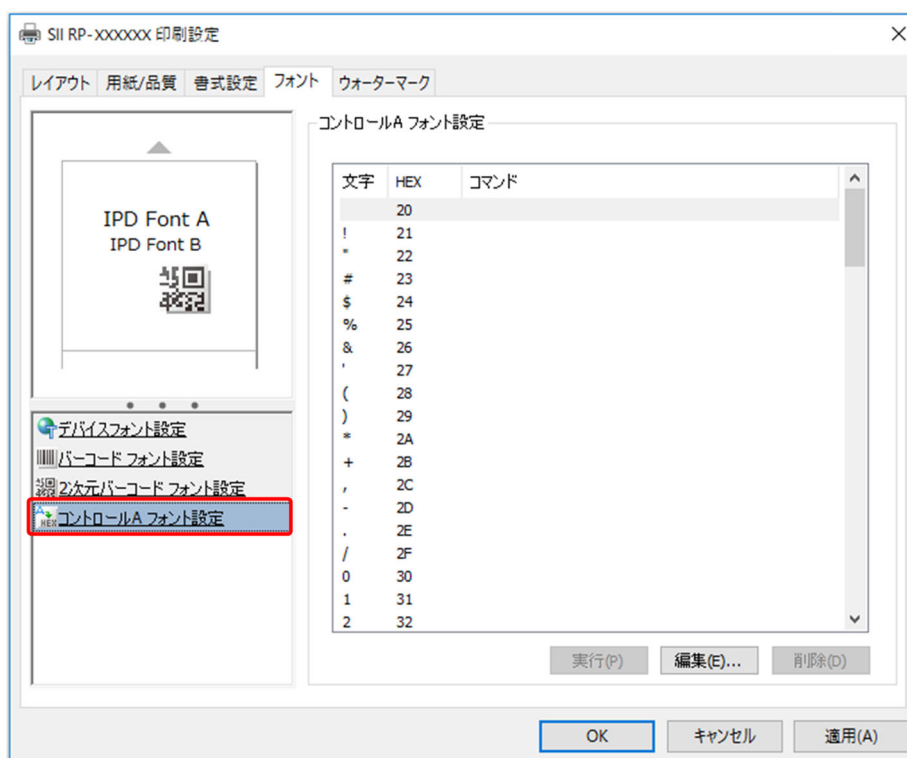 SII RP-XXXXXX 印刷設定
レイアウト 用紙/品質 書式設定 フォント ウォーターマーク
IPD Font A
IPD Font B
デバイスフォント設定
バーコード フォント設定
2次元バーコード フォント設定
HEX コントロールA フォント設定
コントロールA フォント設定
文字 HEX コマンド
20
! 21
" 22
# 23
$ 24
% 25
& 26
' 27
( 28
) 29
* 2A
+ 2B
, 2C
- 2D
. 2E
/ 2F
0 30
1 31
2 32
実行(P) 編集(E)... 削除(D)
OK キャンセル 適用(A)